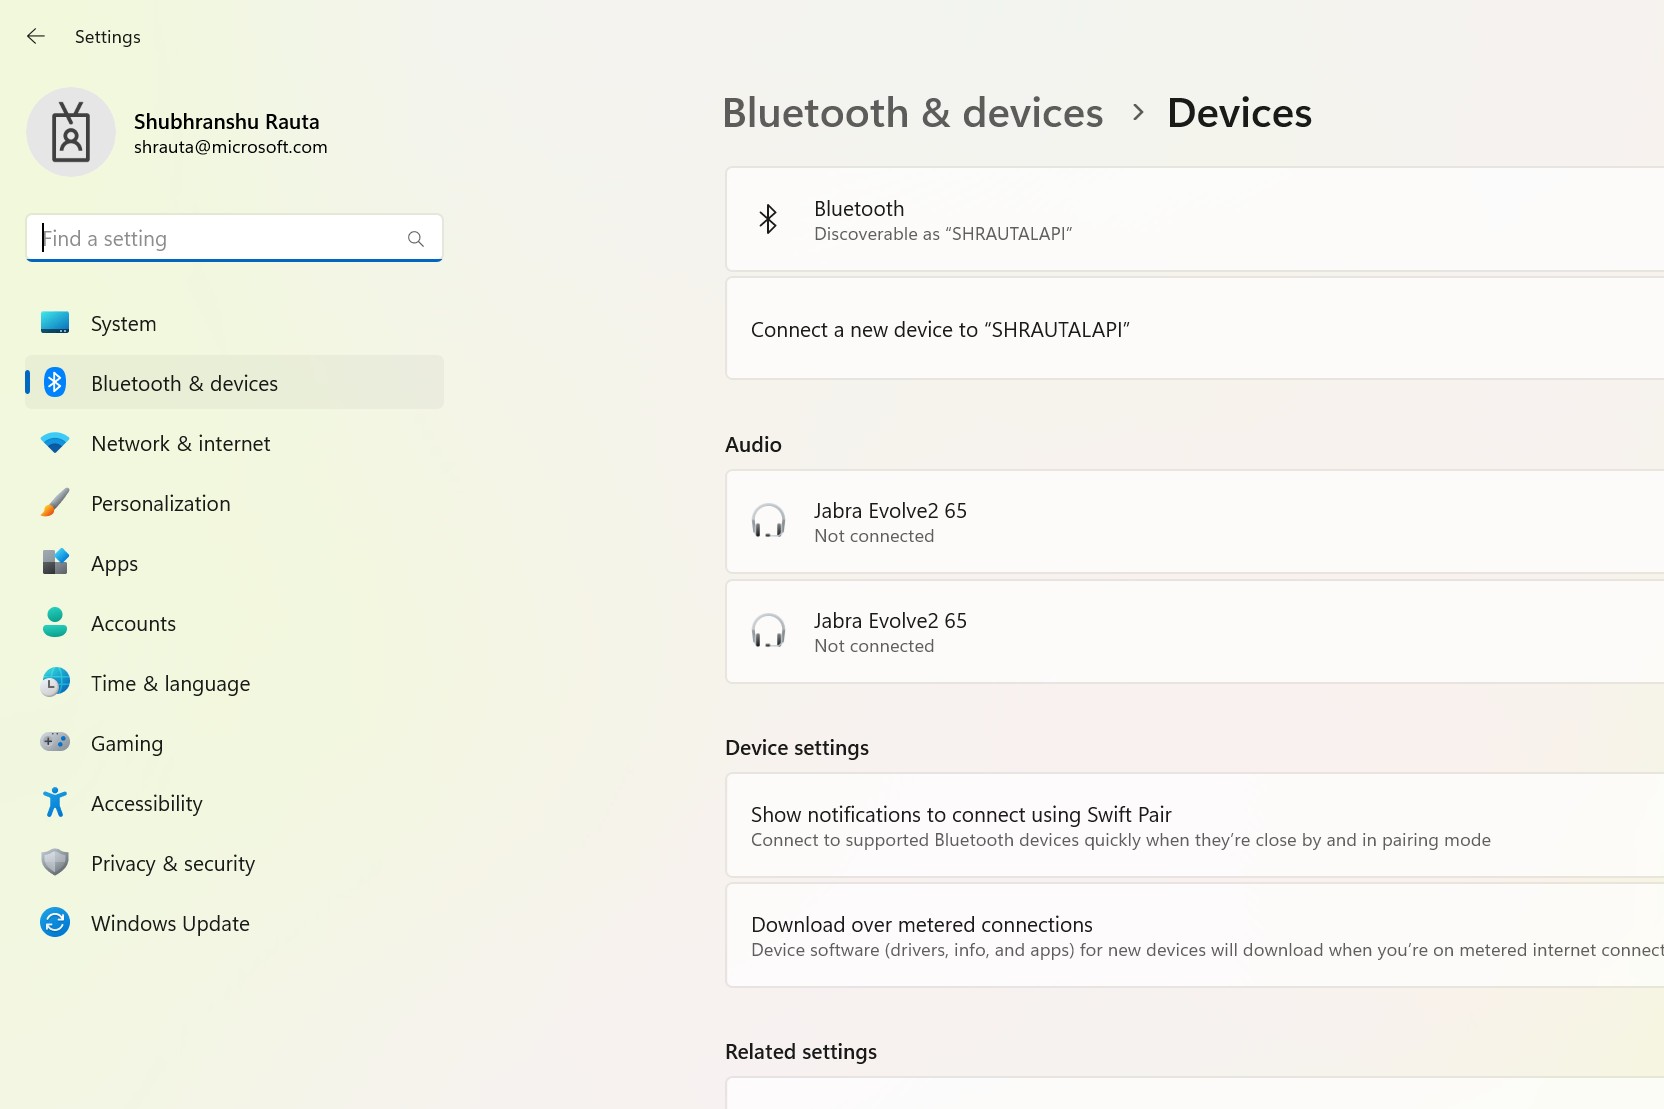 Settings
Shubhranshu Rauta
shrauta@microsoft.com
Find a setting
System
Bluetooth & devices
Network & internet
Personalization
Apps
Accounts
Time & language
Gaming
Accessibility
Privacy & security
Windows Update
Bluetooth & devices > Devices
Bluetooth
Discoverable as “SHRAUTALAPI”
Connect a new device to “SHRAUTALAPI”
Audio
Jabra Evolve2 65
Not connected
Jabra Evolve2 65
Not connected
Device settings
Show notifications to connect using Swift Pair
Connect to supported Bluetooth devices quickly when they’re close by and in pairing mode
Download over metered connections
Device software (drivers, info, and apps) for new devices will download when you’re on metered internet connect
Related settings